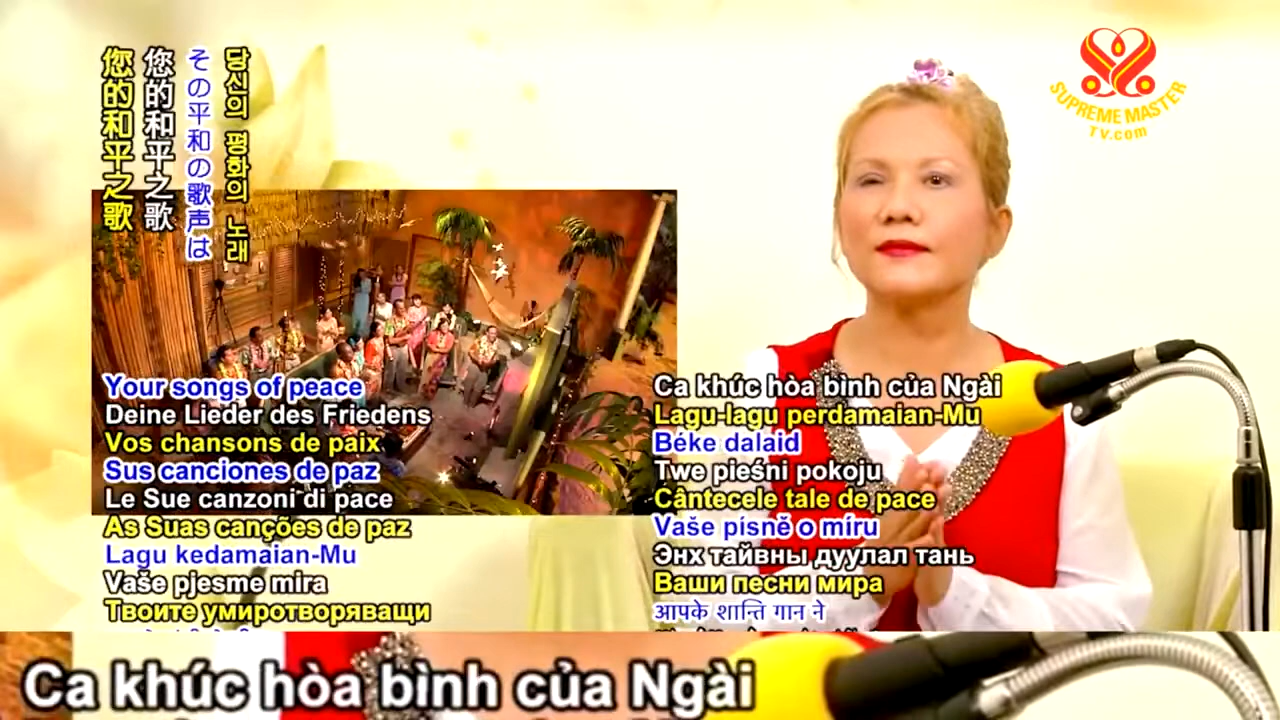 您的和平之歌
您的和平之歌
その平和の歌声は
당신의 평화의 노래
SUPREME MASTER
TV.com
Your songs of peace
Deine Lieder des Friedens
Vos chansons de paix
Sus canciones de paz
Le Sue canzoni di pace
As Suas canções de paz
Lagu kedamaian-Mu
Vaše pjesme mira
Твоите умиротворяващи
Ca khúc hòa bình của Ngài
Lagu-lagu perdamaian-Mu
Béke dalaid
Twe pieśni pokoju
Cântecele tale de pace
Vaše písně o míru
Энх тайвны дуулал тань
Ваши песни мира
आपके शान्ति गान ने
Ca khúc hòa bình của Ngài